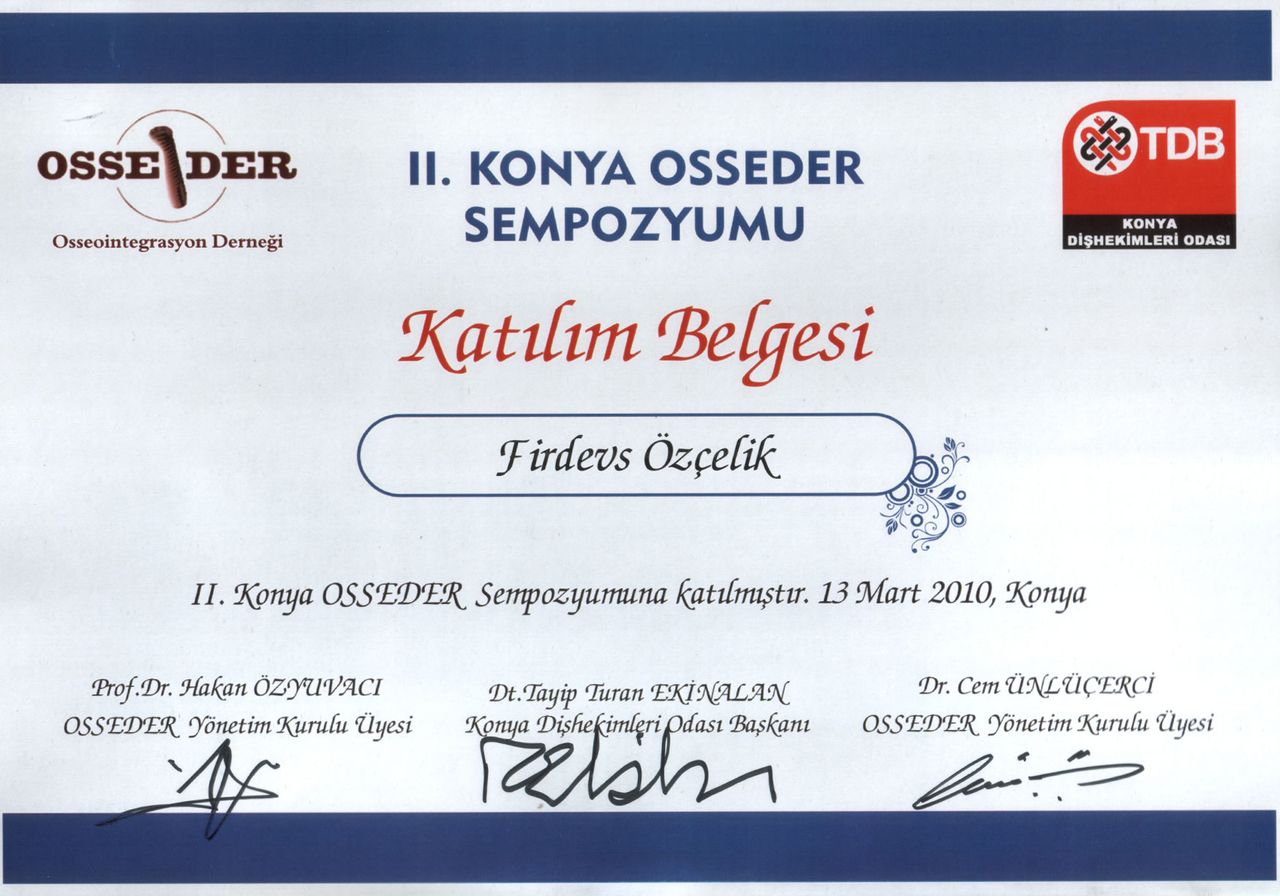 OSSEDER
Osseointegrasyon Derneği
II. KONYA OSSEDER
SEMPOZYUMU
TDB
KONYA
DİŞHEKİMLERİ ODASI
Katılım Belgesi
Firdevs Özçelik
II. Konya OSSEDER Sempozyumuna katılmıştır. 13 Mart 2010, Konya
Prof.Dr. Hakan ÖZYUVACI
OSSEDER Yönetim Kurulu Üyesi
Dt.Tayip Turan EKİNALAN
Konya Dişhekimleri Odası Başkanı
Dr. Cem ÜNLÜÇERCİ
OSSEDER Yönetim Kurulu Üyesi